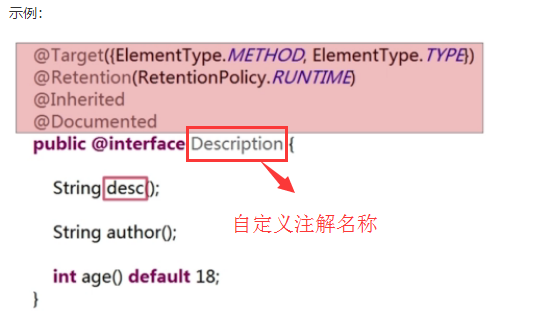 示例：
@Target({ElementType.METHOD, ElementType.TYPE})
@Retention(RetentionPolicy.RUNTIME)
@Inherited
@Documented
public @interface Description {
String desc();
自定义注解名称
String author();
int age() default 18;
}